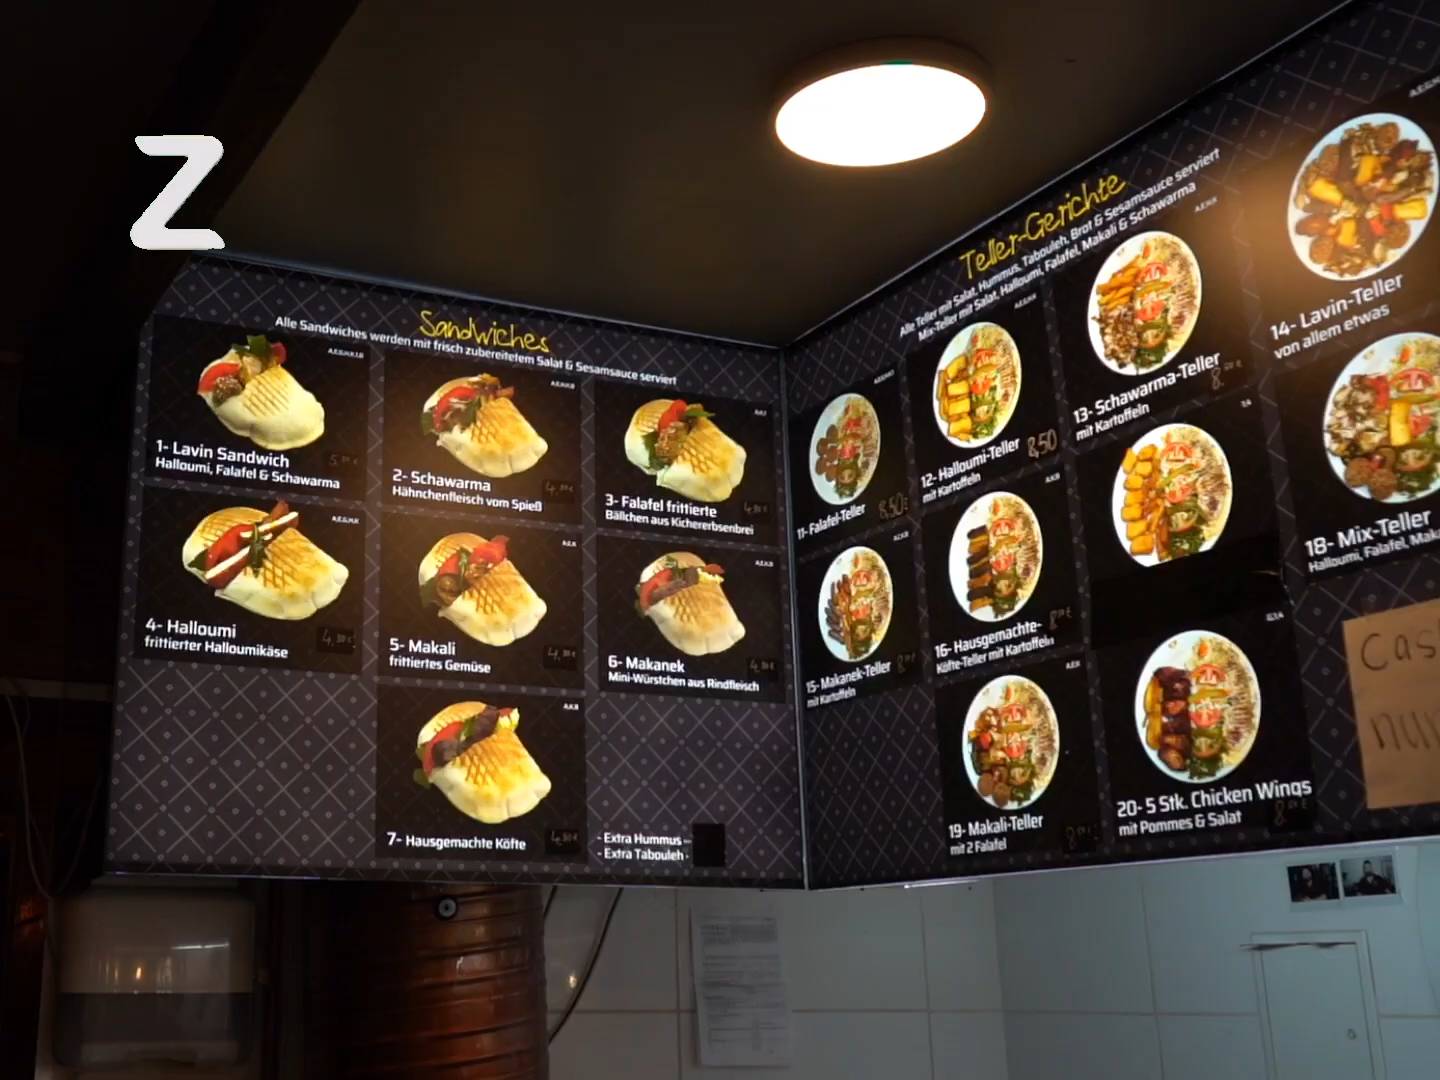 Z
Sandwiches
Alle Sandwiches werden mit frisch zubereitetem Salat & Sesamsauce serviert
1- Lavin Sandwich
Halloumi, Falafel & Schawarma
2- Schawarma
Hähnchenfleisch vom Spieß
3- Falafel frittierte
Bällchen aus Kichererbsenbrei
4- Halloumi
frittierter Halloumikäse
5- Makali
frittiertes Gemüse
6- Makanek
Mini-Würstchen aus Rindfleisch
7- Hausgemachte Köfte
- Extra Hummus -
- Extra Tabouleh -
Teller-Gerichte
Alle Teller mit Salat, Hummus, Tabouleh, Brot & Sesamsauce serviert
Mix-Teller mit Salat, Halloumi, Falafel, Makali & Schawarma
11- Falafel-Teller
8,50€
12- Halloumi-Teller
mit Kartoffeln
8,50
13- Schawarma-Teller
mit Kartoffeln
14- Lavin-Teller
von allem etwas
15- Makanek-Teller
mit Kartoffeln
16- Hausgemachte-
Köfte-Teller mit Kartoffeln
18- Mix-Teller
Halloumi, Falafel,
19- Makali-Teller
mit 2 Falafel
20- 5 Stk. Chicken Wings
mit Pommes & Salat